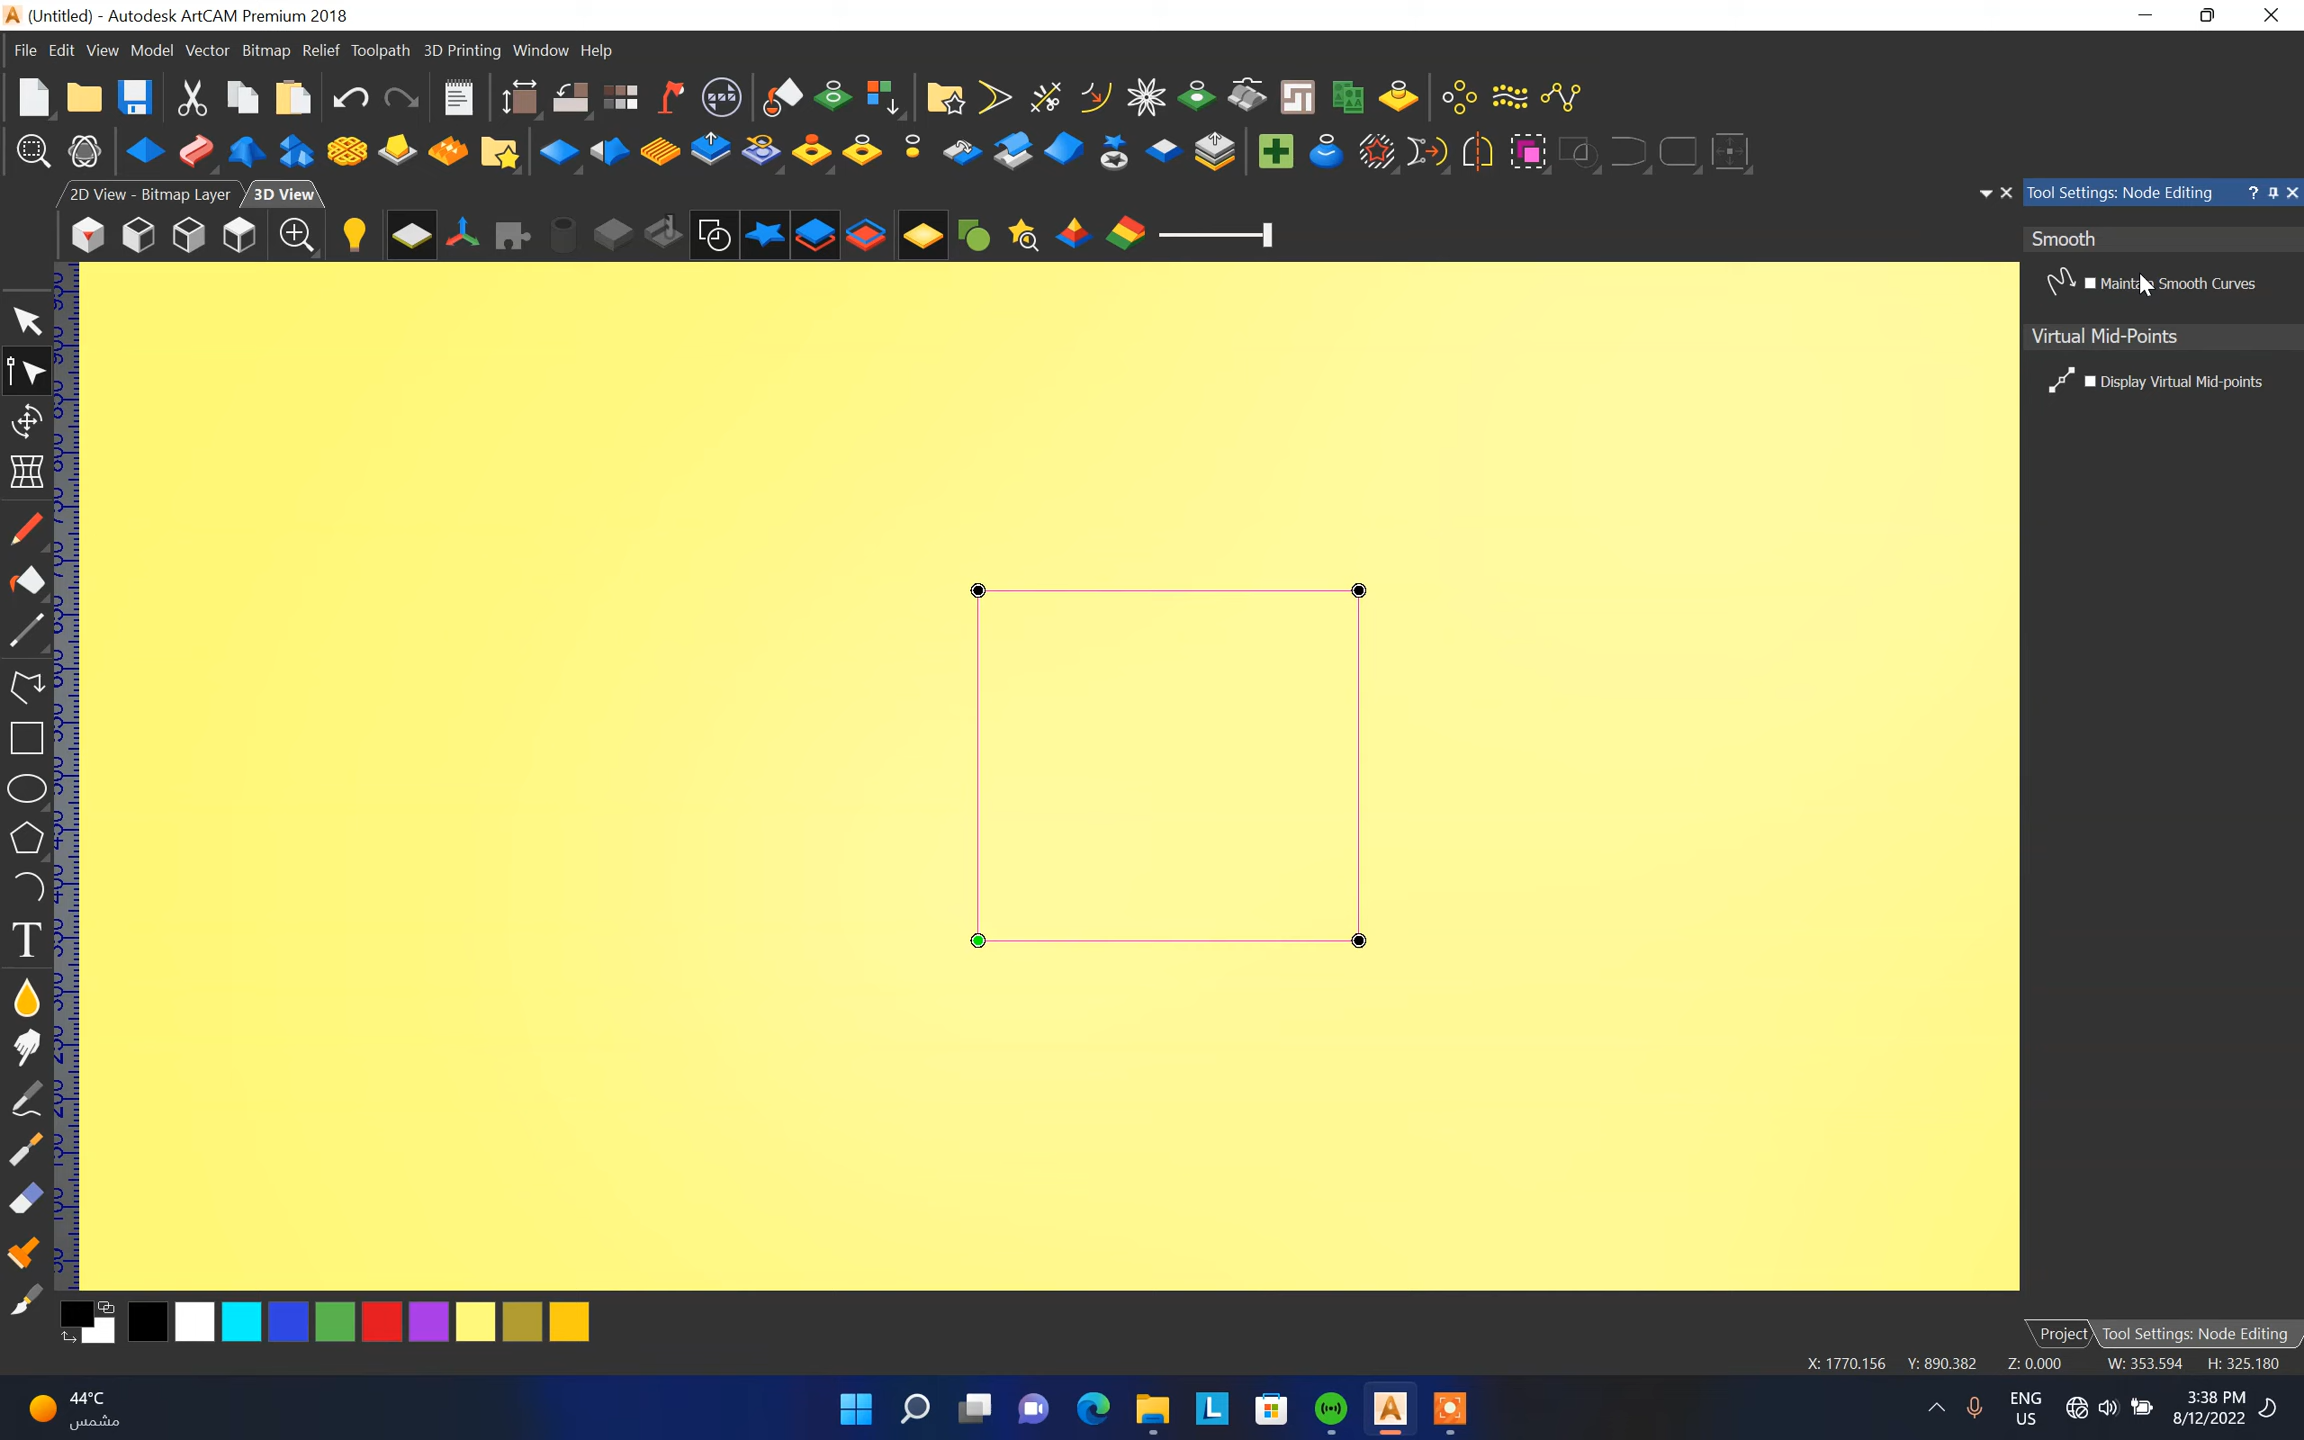 (Untitled) - Autodesk ArtCAM Premium 2018
File Edit View Model Vector Bitmap Relief Toolpath 3D Printing Window Help
2D View - Bitmap Layer 3D View
Tool Settings: Node Editing ?
Smooth
Smooth Curves
Virtual Mid-Points
Display Virtual Mid-points
T
Project Tool Settings: Node Editing
X: 1770.156 Y: 890.382 Z: 0.000 W: 353.594 H: 325.180
44°C
مشمس
L
A
ENG
US
3:38 PM
8/12/2022